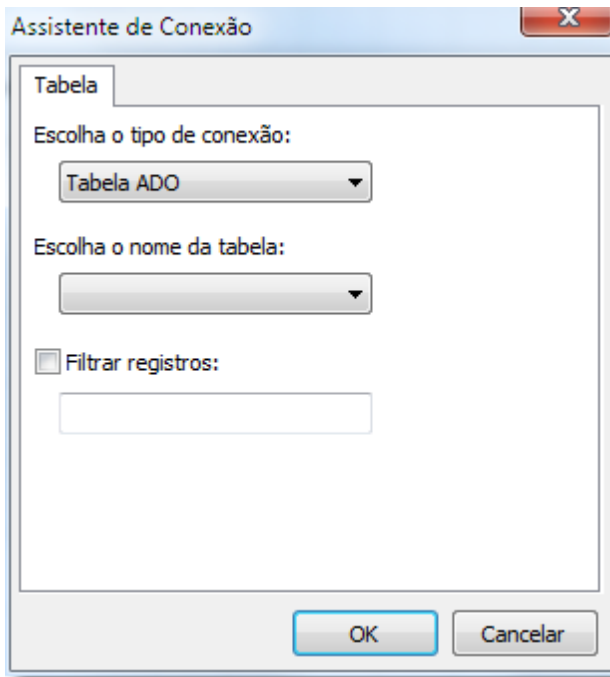 Assistente de Conexão
Tabela
Escolha o tipo de conexão:
Tabela ADO
Escolha o nome da tabela:
Filtrar registros:
OK
Cancelar